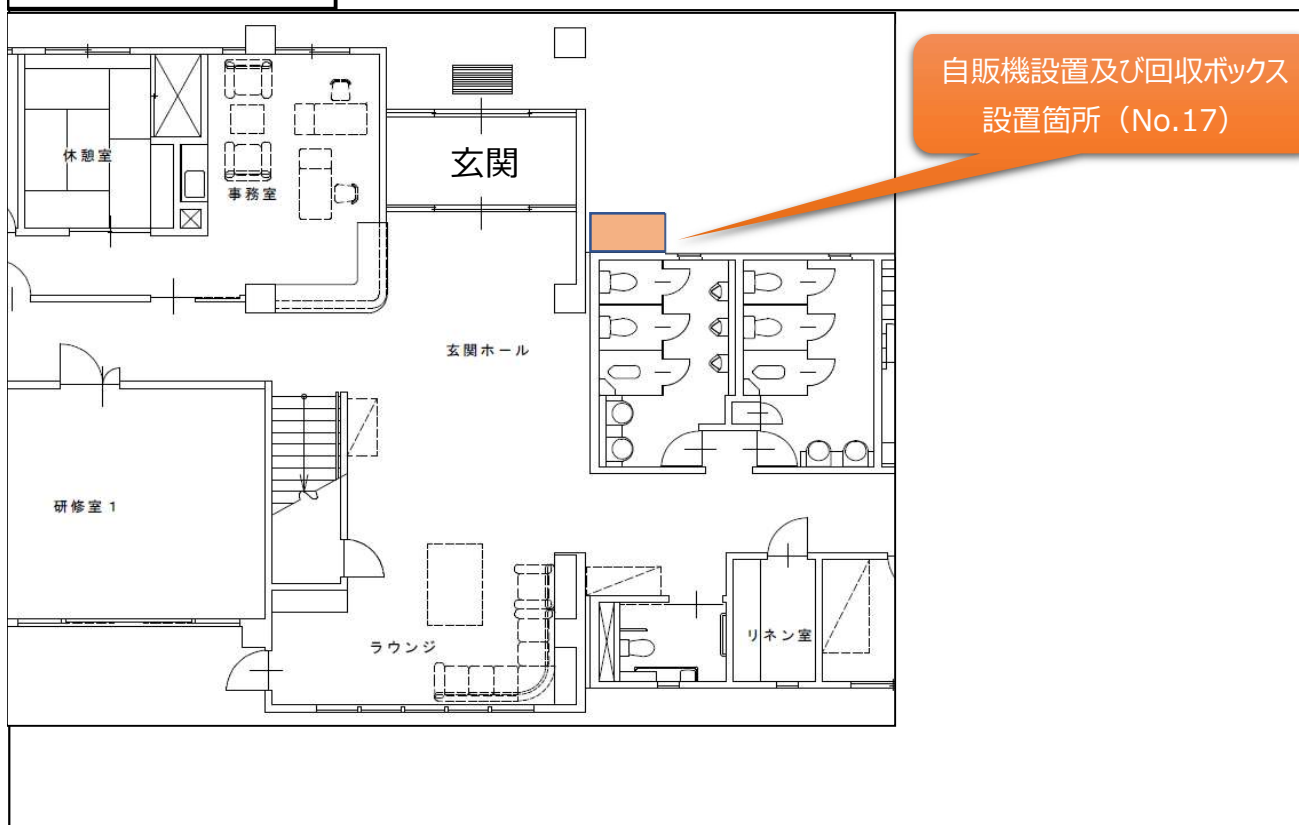 自販機設置及び回収ボックス
設置箇所（No.17）
休憩室
玄関
事務室
玄関ホール
研修室１
ラウンジ
リネン室